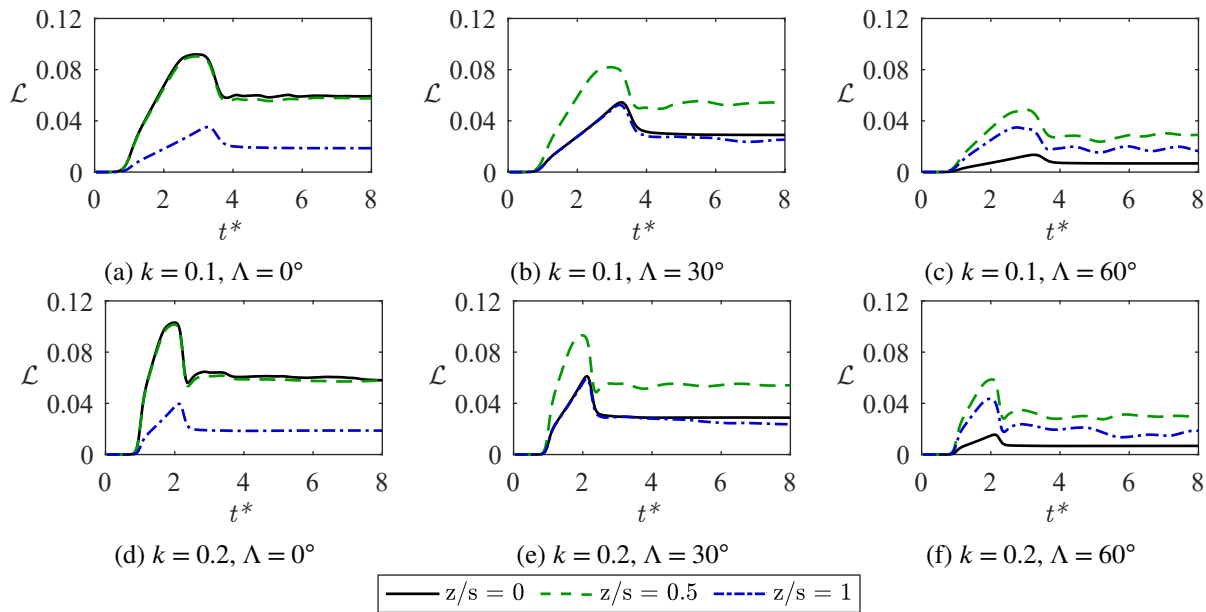 0.12 0.12 0.12
0.08 0.08 0.08
ℒ ℒ ℒ
0.04 0.04 0.04
0 0 0
0 2 4 6 8 0 2 4 6 8 0 2 4 6 8
t* t* t*
(a) k = 0.1, Λ = 0° (b) k = 0.1, Λ = 30° (c) k = 0.1, Λ = 60°
0.12 0.12 0.12
0.08 0.08 0.08
ℒ ℒ ℒ
0.04 0.04 0.04
0 0 0
0 2 4 6 8 0 2 4 6 8 0 2 4 6 8
t* t* t*
(d) k = 0.2, Λ = 0° (e) k = 0.2, Λ = 30° (f) k = 0.2, Λ = 60°
z/s = 0 z/s = 0.5 z/s = 1